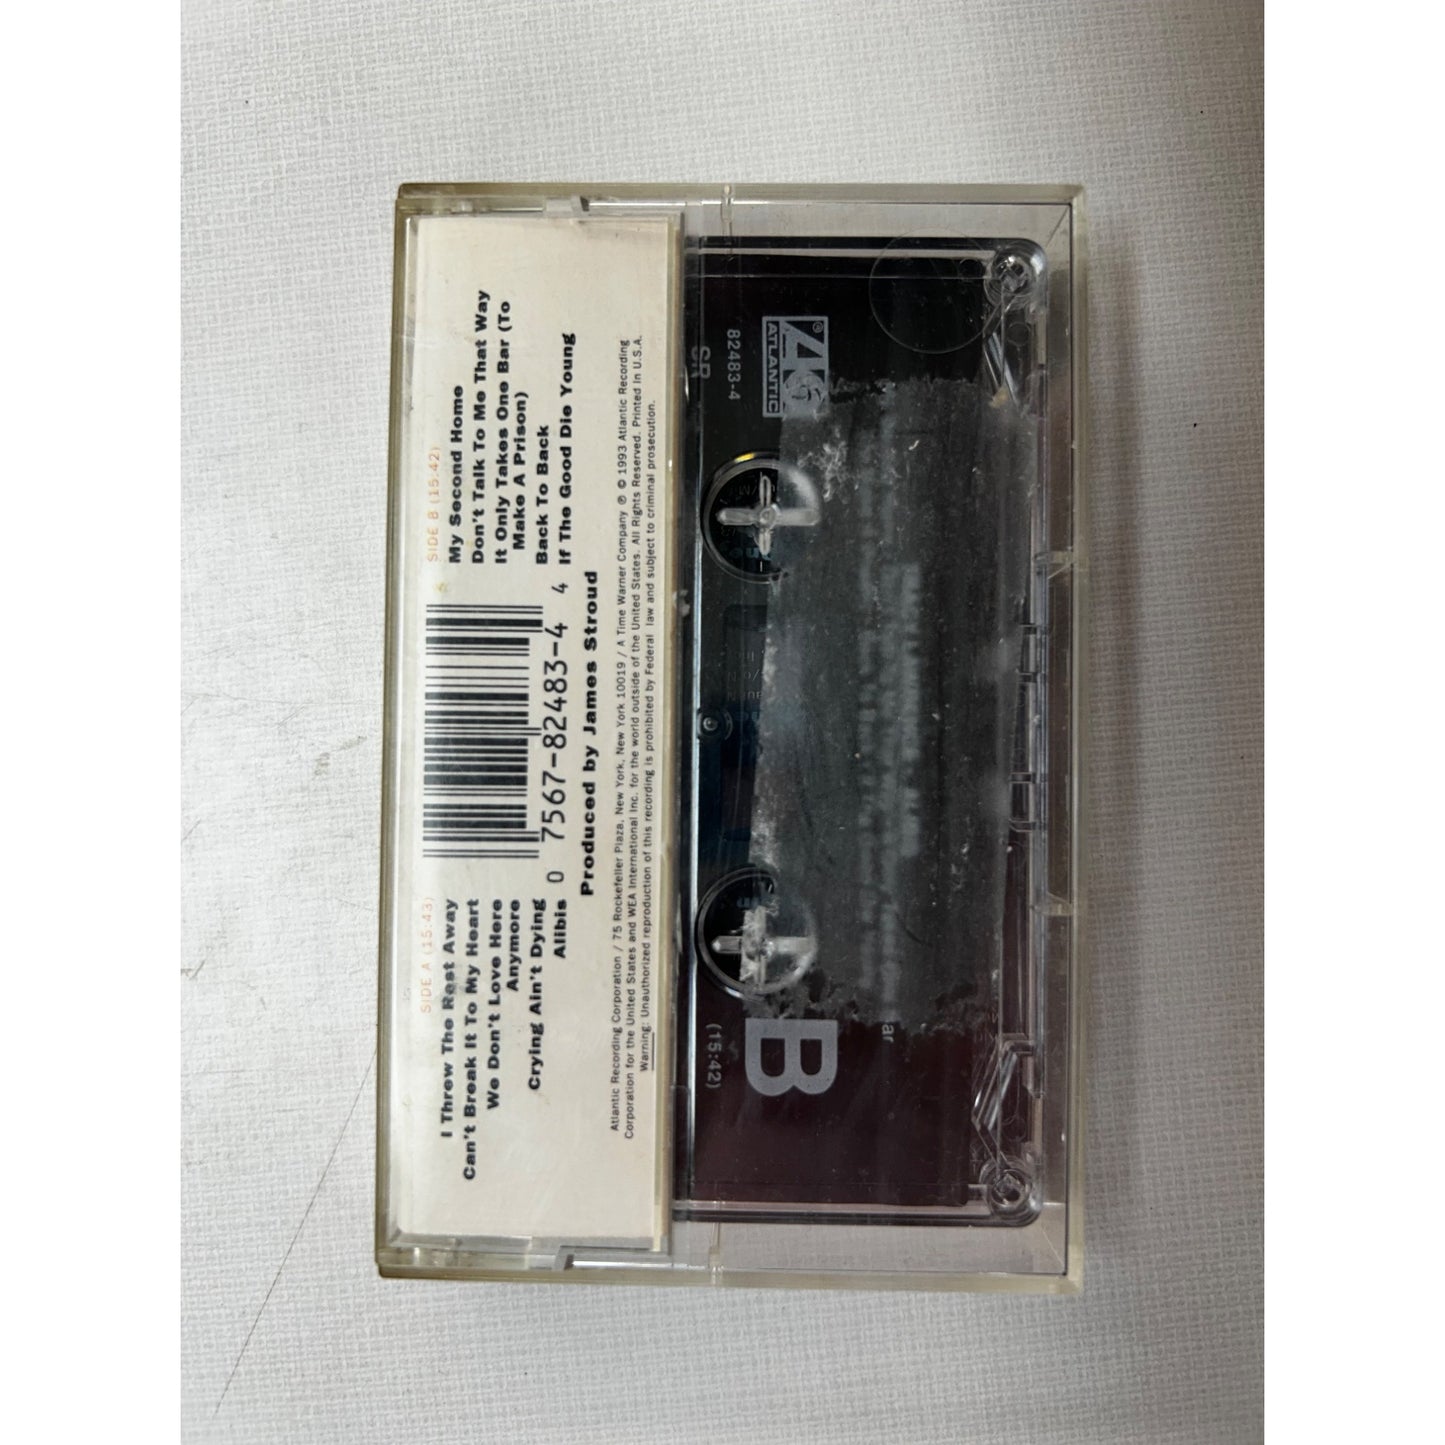 SIDE A (15:43)
I Threw The Rest Away
Can't Break It To My Heart
We Don't Love Here
Anymore
Crying Ain't Dying
Alibis
0 7567-82483-4 4
SIDE B (15:42)
My Second Home
Don't Talk To Me That Way
It Only Takes One Bar (To
Make A Prison)
Back To Back
If The Good Die Young
Produced by James Stroud
Atlantic Recording Corporation / 75 Rockefeller Plaza, New York, New York 10019 / A Time Warner Company ℗ © 1993 Atlantic Recording
Corporation for the United States and WEA International Inc. for the world outside of the United States. All Rights Reserved. Printed in U.S.A.
Warning: Unauthorized reproduction of this recording is prohibited by Federal law and subject to criminal prosecution.
ATLANTIC
®
82483-4
SR
B
(15:42)